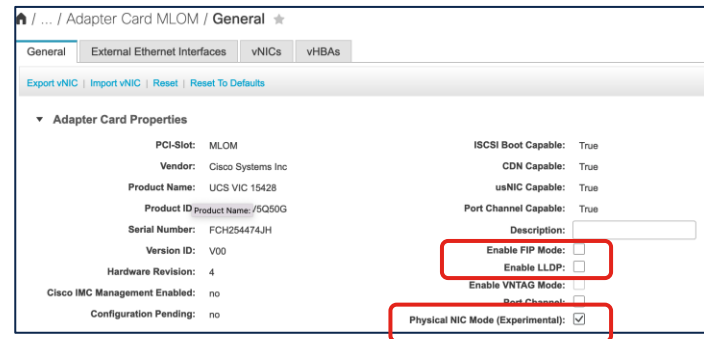 / ... / Adapter Card MLOM / General ★
General External Ethernet Interfaces vNICs vHBAs
Export vNIC | Import vNIC | Reset | Reset To Defaults
▼ Adapter Card Properties
PCI-Slot: MLOM
Vendor: Cisco Systems Inc
Product Name: UCS VIC 15428
Product ID Product Name: /5Q50G
Serial Number: FCH254474JH
Version ID: V00
Hardware Revision: 4
Cisco IMC Management Enabled: no
Configuration Pending: no
ISCSI Boot Capable: True
CDN Capable: True
usNIC Capable: True
Port Channel Capable: True
Description:
Enable FIP Mode:
Enable LLDP:
Enable VNTAG Mode:
Port Channel:
Physical NIC Mode (Experimental):